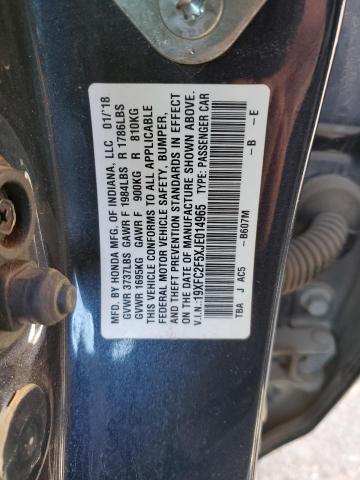 MFD. BY HONDA MFG. OF INDIANA, LLC 01/'18
GVWR 3737LBS GAWR F 1984LBS R 1786LBS
GVWR 1695KG GAWR F 900KG R 810KG
THIS VEHICLE CONFORMS TO ALL APPLICABLE
FEDERAL MOTOR VEHICLE SAFETY, BUMPER,
AND THEFT PREVENTION STANDARDS IN EFFECT
ON THE DATE OF MANUFACTURE SHOWN ABOVE.
V.I.N.:19XFC2F5XJE014965 TYPE: PASSENGER CAR
- B607M - B - E
TBA J AC5